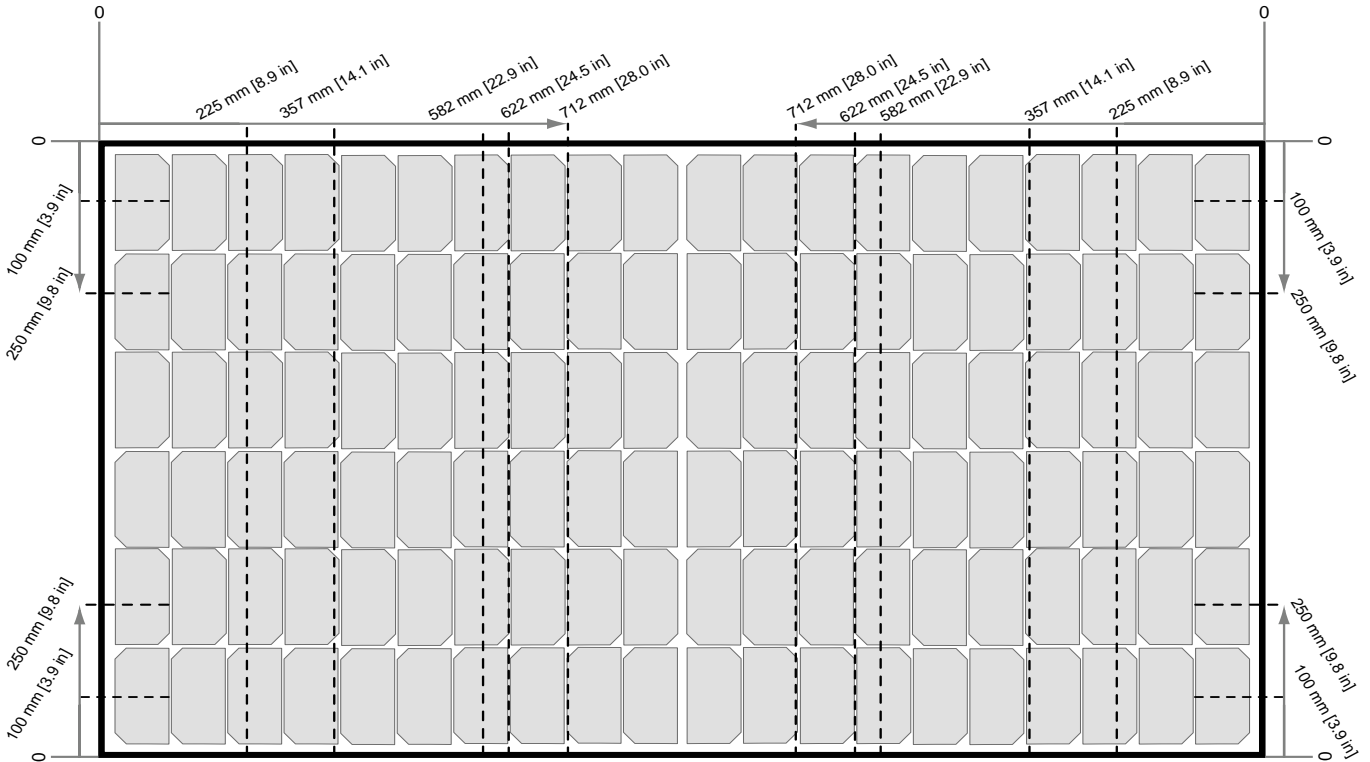 0
0
225 mm [8.9 in]
357 mm [14.1 in]
582 mm [22.9 in]
622 mm [24.5 in]
712 mm [28.0 in]
712 mm [28.0 in]
622 mm [24.5 in]
582 mm [22.9 in]
357 mm [14.1 in]
225 mm [8.9 in]
0
0
100 mm [3.9 in]
100 mm [3.9 in]
250 mm [9.8 in]
250 mm [9.8 in]
250 mm [9.8 in]
250 mm [9.8 in]
100 mm [3.9 in]
100 mm [3.9 in]
0
0